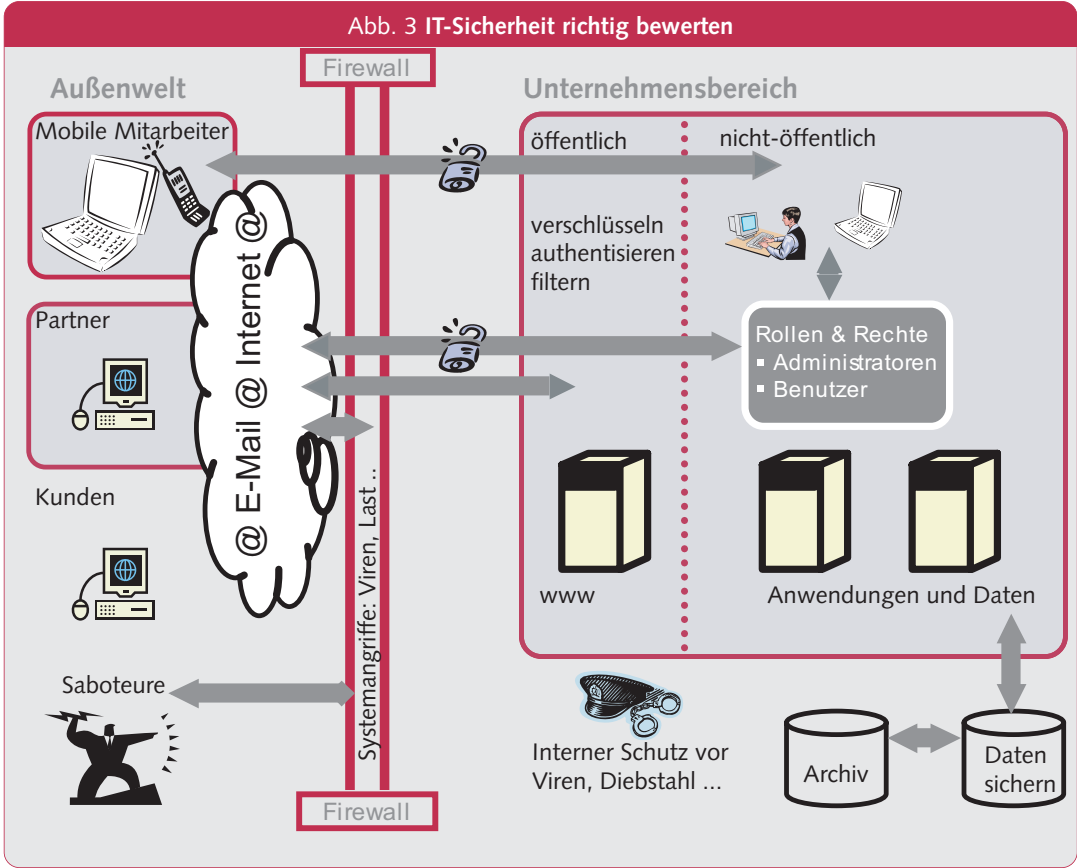 Abb. 3 IT-Sicherheit richtig bewerten
Firewall
Außenwelt
Unternehmensbereich
Mobile Mitarbeiter
öffentlich
nicht-öffentlich
verschlüsseln
authentisieren
filtern
Partner
@ E-Mail @ Internet @
Rollen & Rechte
▪ Administratoren
▪ Benutzer
Kunden
Systemangriffe: Viren, Last ..
www
Anwendungen und Daten
Saboteure
Interner Schutz vor
Viren, Diebstahl ...
Archiv
Daten
sichern
Firewall